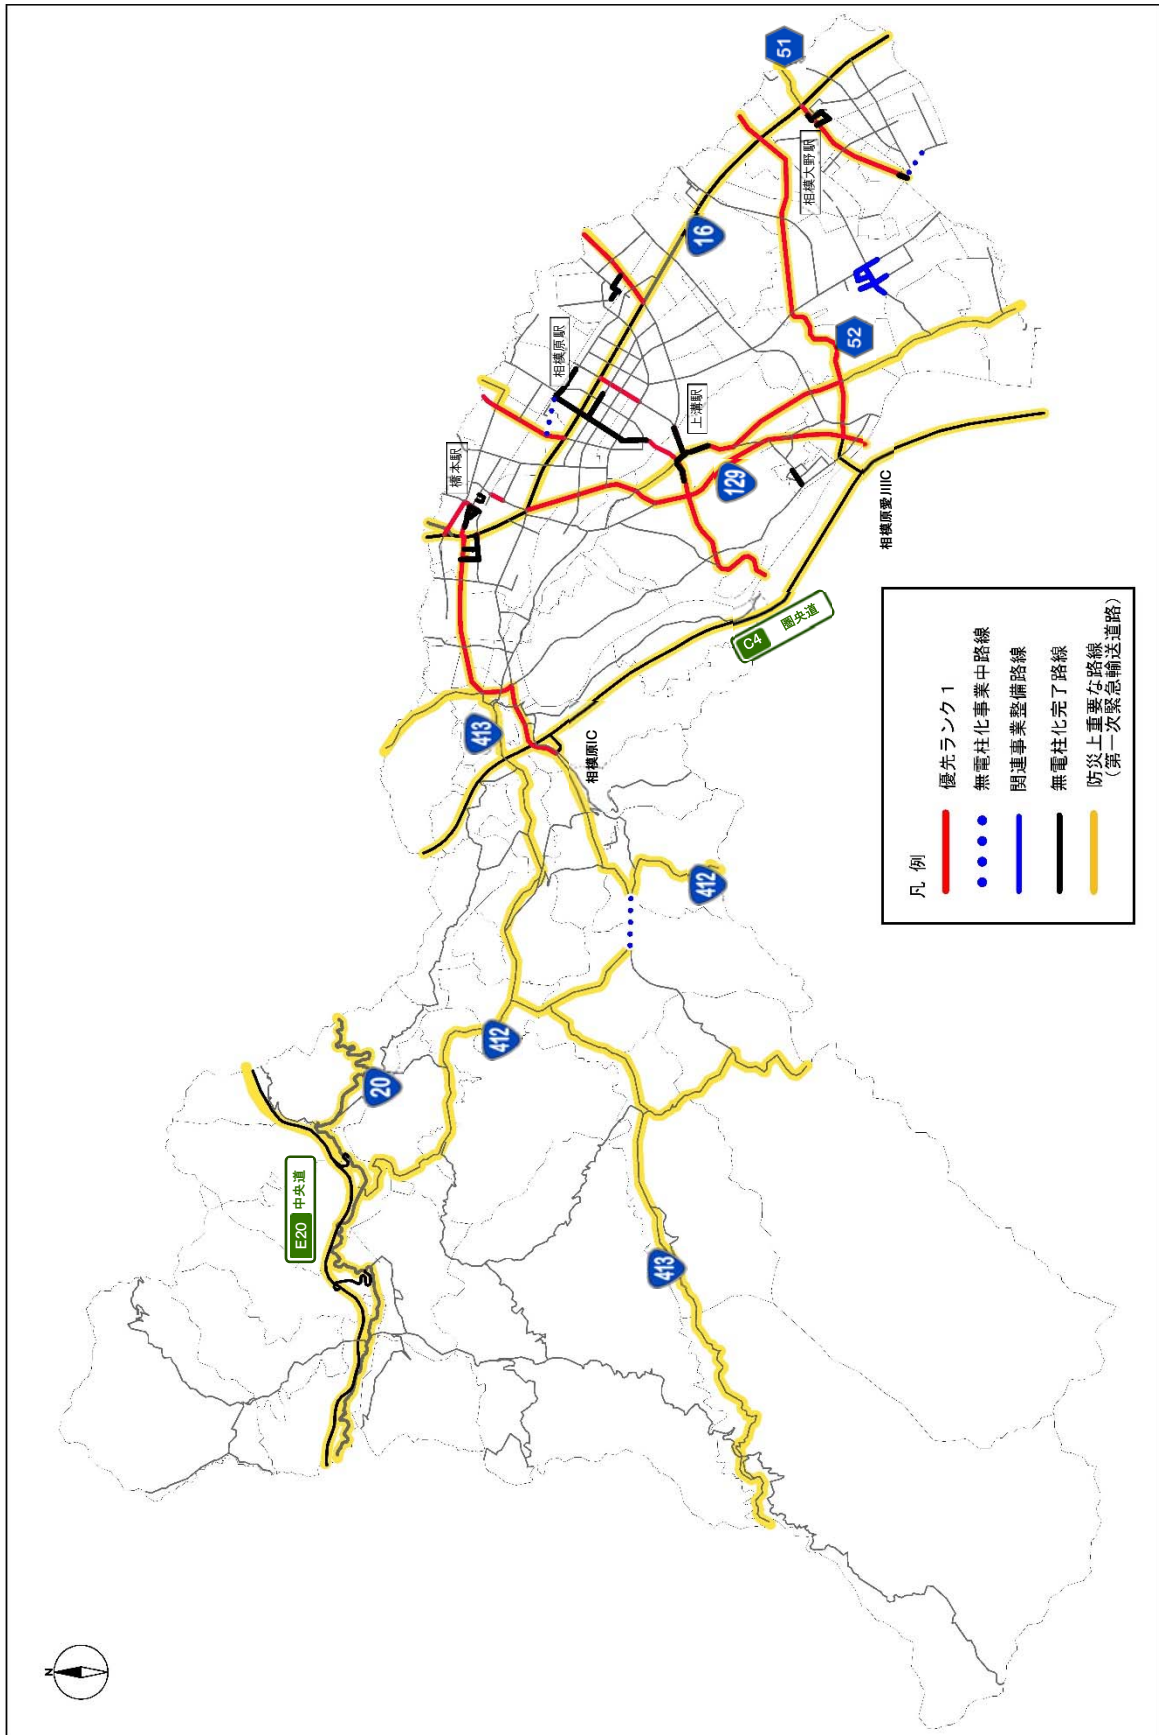 N
E20 中央道
20
412
413
413
412
相模原IC
C4 圏央道
橋本駅
相模原駅
上溝駅
129
16
52
51
相模大野駅
相模原愛川IC
凡 例
優先ランク1
無電柱化事業中路線
関連事業整備路線
無電柱化完了路線
防災上重要な路線
(第一次緊急輸送道路)